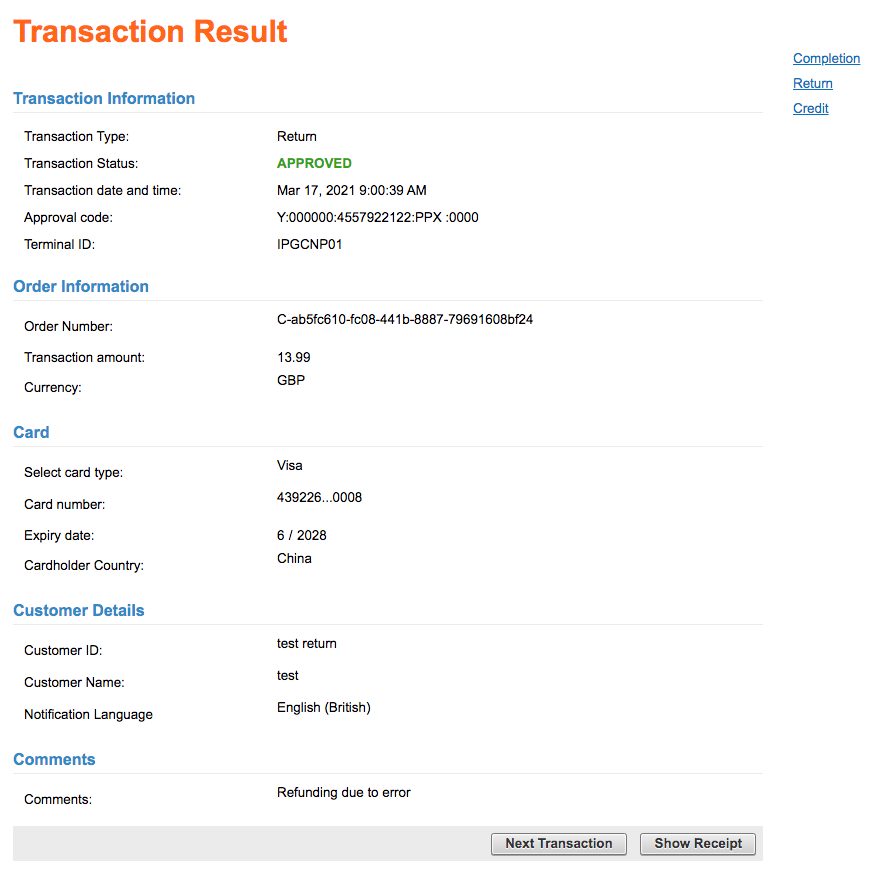 Transaction Result
Completion
Return
Credit
Transaction Information
Transaction Type: Return
Transaction Status: APPROVED
Transaction date and time: Mar 17, 2021 9:00:39 AM
Approval code: Y:000000:4557922122:PPX :0000
Terminal ID: IPGCNP01
Order Information
Order Number: C-ab5fc610-fc08-441b-8887-79691608bf24
Transaction amount: 13.99
Currency: GBP
Card
Select card type: Visa
Card number: 439226...0008
Expiry date: 6 / 2028
Cardholder Country: China
Customer Details
Customer ID: test return
Customer Name: test
Notification Language English (British)
Comments
Comments: Refunding due to error
Next Transaction Show Receipt